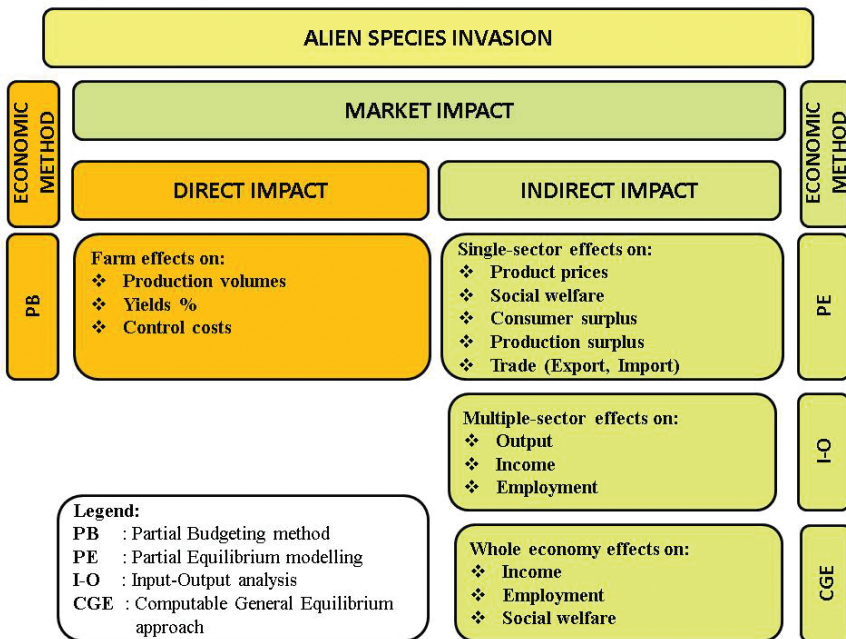 ALIEN SPECIES INVASION
ECONOMIC
METHOD
MARKET IMPACT
ECONOMIC
METHOD
DIRECT IMPACT
INDIRECT IMPACT
PB
Farm effects on:
❖ Production volumes
❖ Yields %
❖ Control costs
Single-sector effects on:
❖ Product prices
❖ Social welfare
❖ Consumer surplus
❖ Production surplus
❖ Trade (Export, Import)
PE
Multiple-sector effects on:
❖ Output
❖ Income
❖ Employment
I-O
Legend:
PB : Partial Budgeting method
PE : Partial Equilibrium modelling
I-O : Input-Output analysis
CGE : Computable General Equilibrium
approach
Whole economy effects on:
❖ Income
❖ Employment
❖ Social welfare
CGE